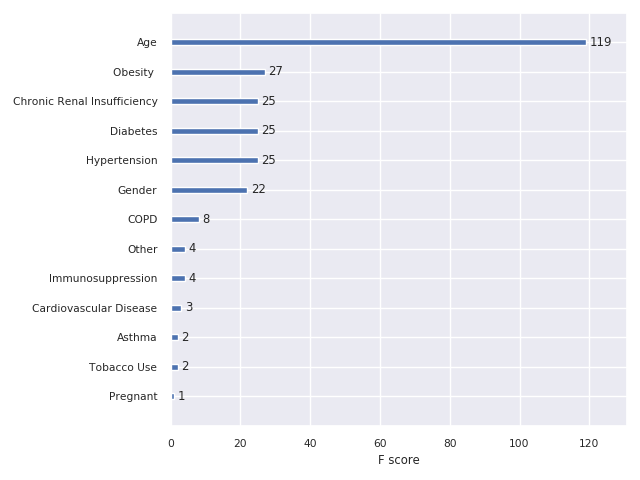 Age 119
Obesity 27
Chronic Renal Insufficiency 25
Diabetes 25
Hypertension 25
Gender 22
COPD 8
Other 4
Immunosuppression 4
Cardiovascular Disease 3
Asthma 2
Tobacco Use 2
Pregnant 1
0 20 40 60 80 100 120
F score